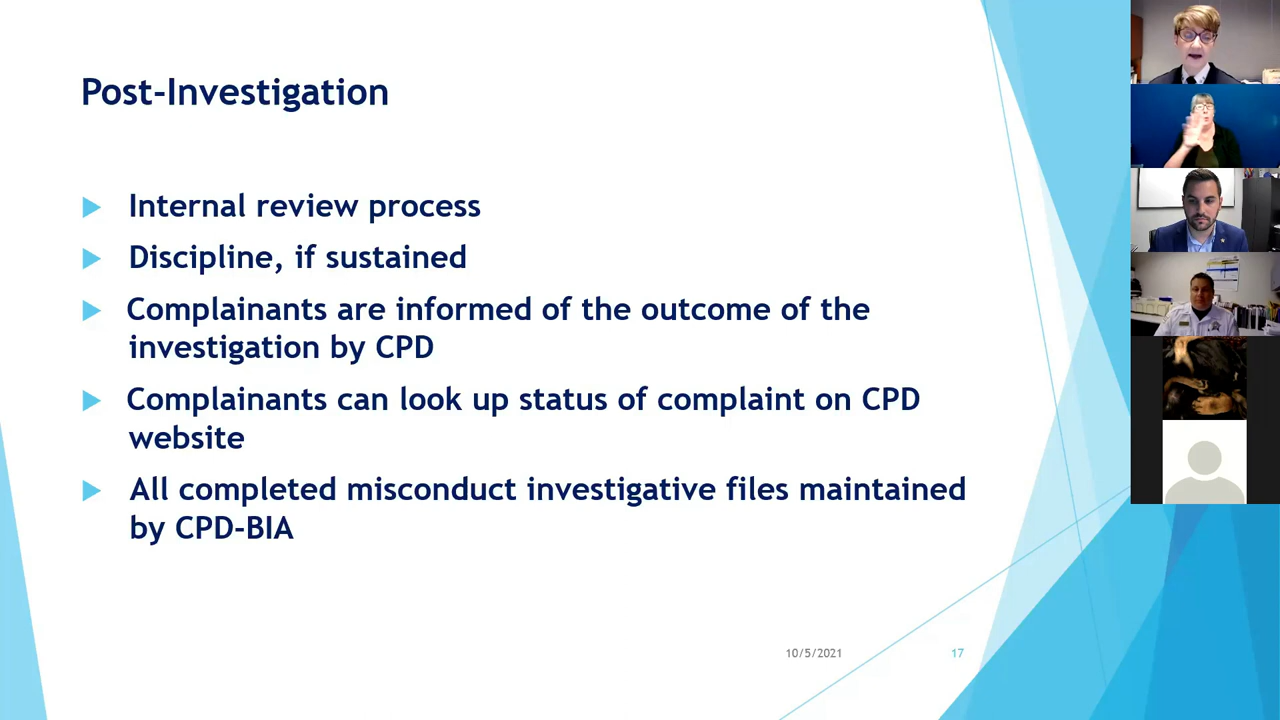 Post-Investigation
Internal review process
Discipline, if sustained
Complainants are informed of the outcome of the
investigation by CPD
Complainants can look up status of complaint on CPD
website
All completed misconduct investigative files maintained
by CPD-BIA
10/5/2021
17